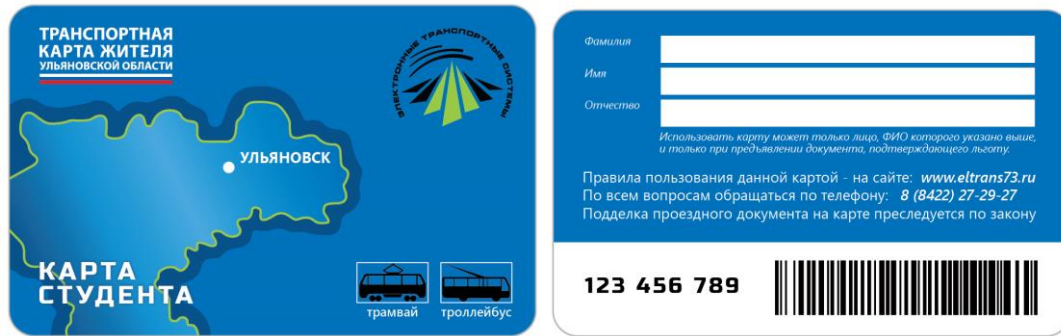 ТРАНСПОРТНАЯ
КАРТА ЖИТЕЛЯ
УЛЬЯНОВСКОЙ ОБЛАСТИ
ЭЛЕКТРОННЫЕ ТРАНСПОРТНЫЕ СИСТЕМЫ
УЛЬЯНОВСК
КАРТА
СТУДЕНТА
трамвай троллейбус
Фамилия
Имя
Отчество
Использовать карту может только лицо, ФИО которого указано выше,
и только при предъявлении документа, подтверждающего льготу.
Правила пользования данной картой - на сайте: www.eltrans73.ru
По всем вопросам обращаться по телефону: 8 (8422) 27-29-27
Подделка проездного документа на карте преследуется по закону
123 456 789